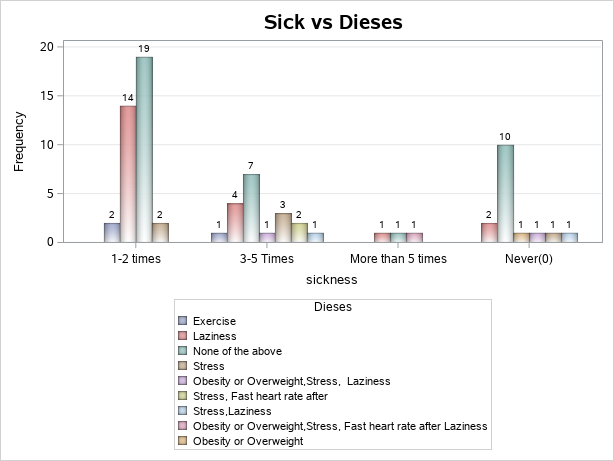 Sick vs Dieses
20
15
10
5
0
Frequency
2 14 19 2
1 4 7 1 3 2 1
1 1 1
2 10 1 1 1 1
1-2 times 3-5 Times More than 5 times Never(0)
sickness
Dieses
Exercise
Laziness
None of the above
Stress
Obesity or Overweight,Stress, Laziness
Stress, Fast heart rate after
Stress,Laziness
Obesity or Overweight,Stress, Fast heart rate after Laziness
Obesity or Overweight